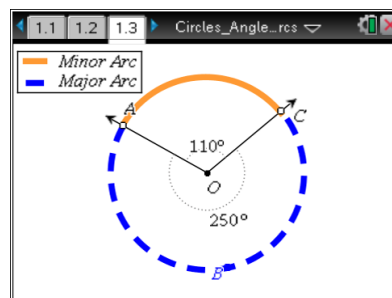 1.1 1.2 1.3 Circles_Angle...rcs
Minor Arc
Major Arc
A
C
110°
O
250°
B